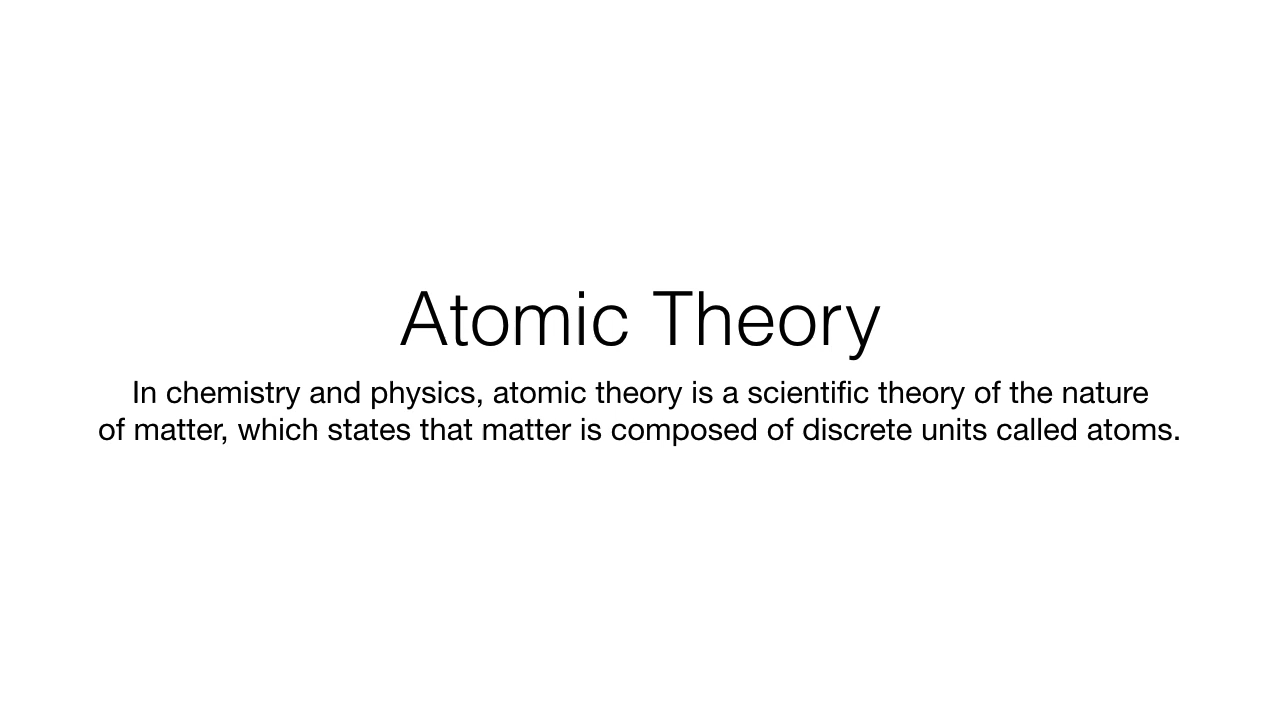 Atomic Theory
In chemistry and physics, atomic theory is a scientific theory of the nature
of matter, which states that matter is composed of discrete units called atoms.